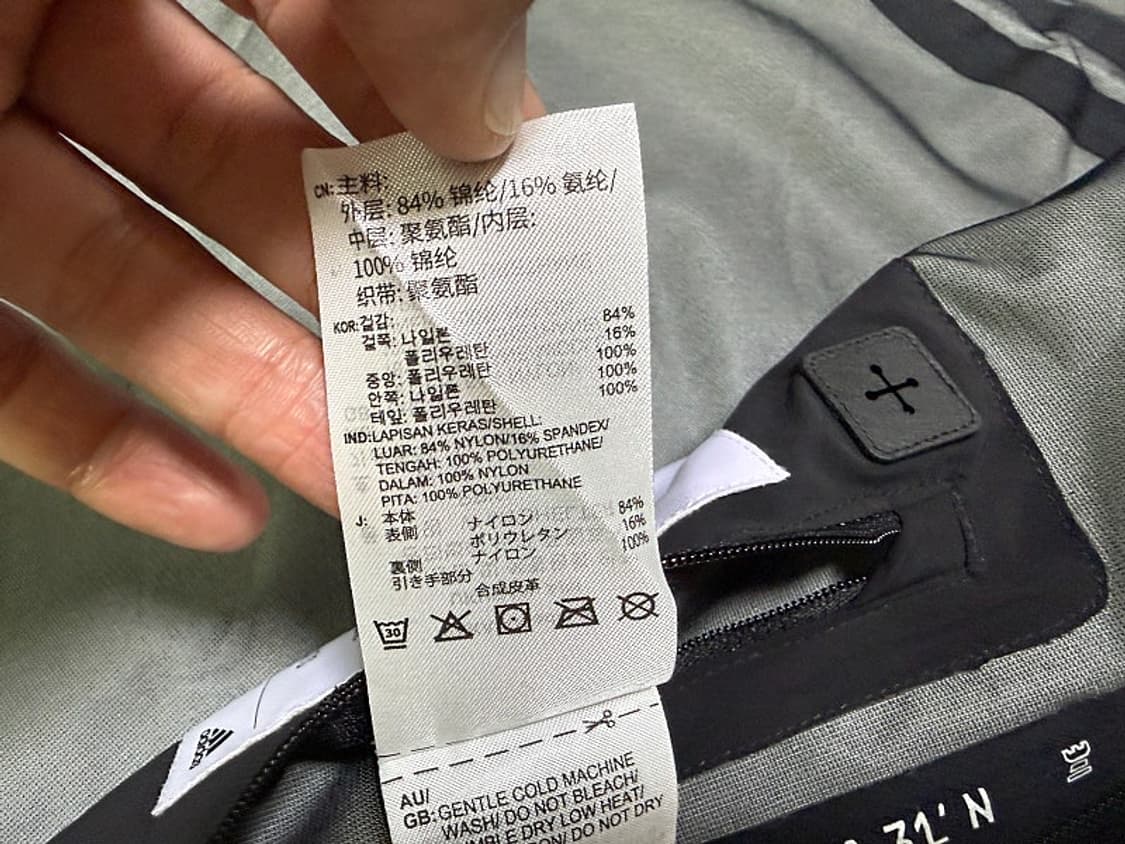 CN:主料:
外层: 84% 锦纶/16% 氨纶/
中层: 聚氨酯/内层:
100% 锦纶
织带: 聚氨酯
KOR:겉감: 84%
겉쪽: 나일론 16%
폴리우레탄 100%
중앙: 폴리우레탄 100%
안쪽: 나일론 100%
테잎: 폴리우레탄
IND:LAPISAN KERAS/SHELL:
LUAR: 84% NYLON/16% SPANDEX/
TENGAH: 100% POLYURETHANE/
DALAM: 100% NYLON
PITA: 100% POLYURETHANE
J: 本体
表側 ナイロン 84%
ポリウレタン 16%
裏側 ナイロン 100%
引き手部分 合成皮革
30
adidas
AU/
GB: GENTLE COLD MACHINE
WASH/ DO NOT BLEACH/
MBLE DRY LOW HEAT/
ON/ DO NOT DRY
31' N